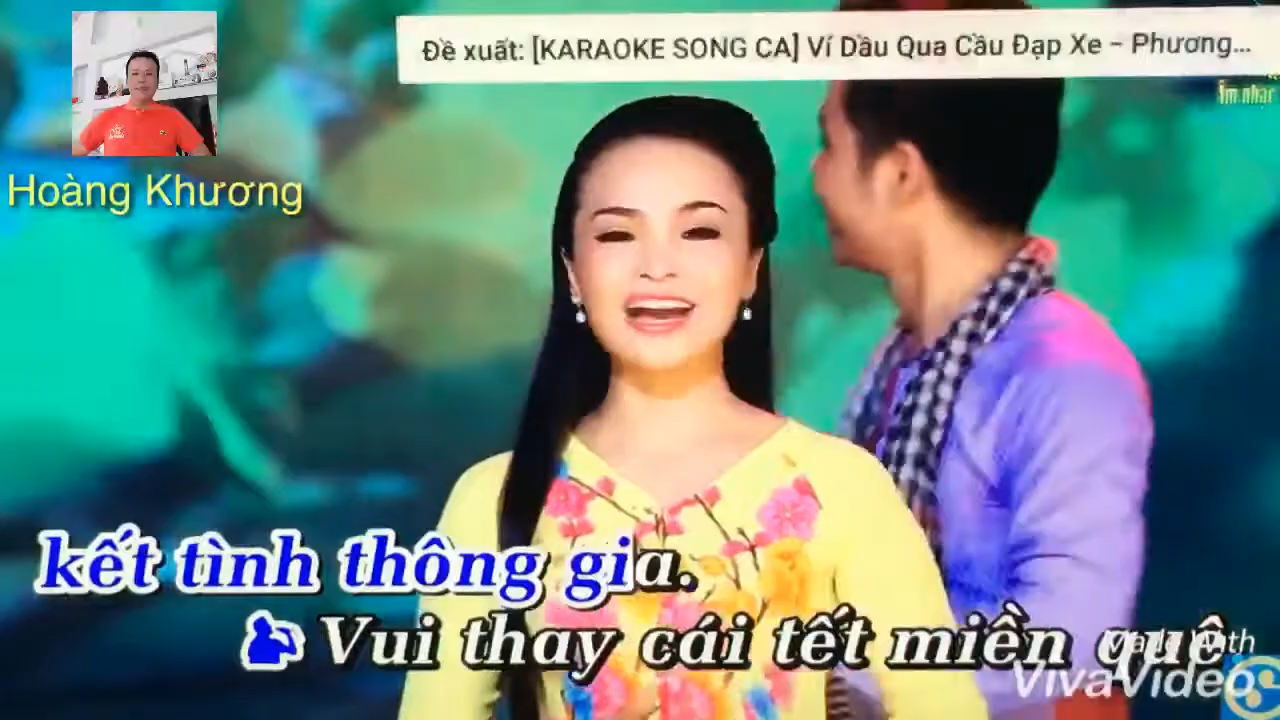 Đề xuất: [KARAOKE SONG CA] Ví Dầu Qua Cầu Đạp Xe – Phương...
Hoàng Khương
kết tình thông gia.
Vui thay cái tết miền quê
Made With
VivaVideo